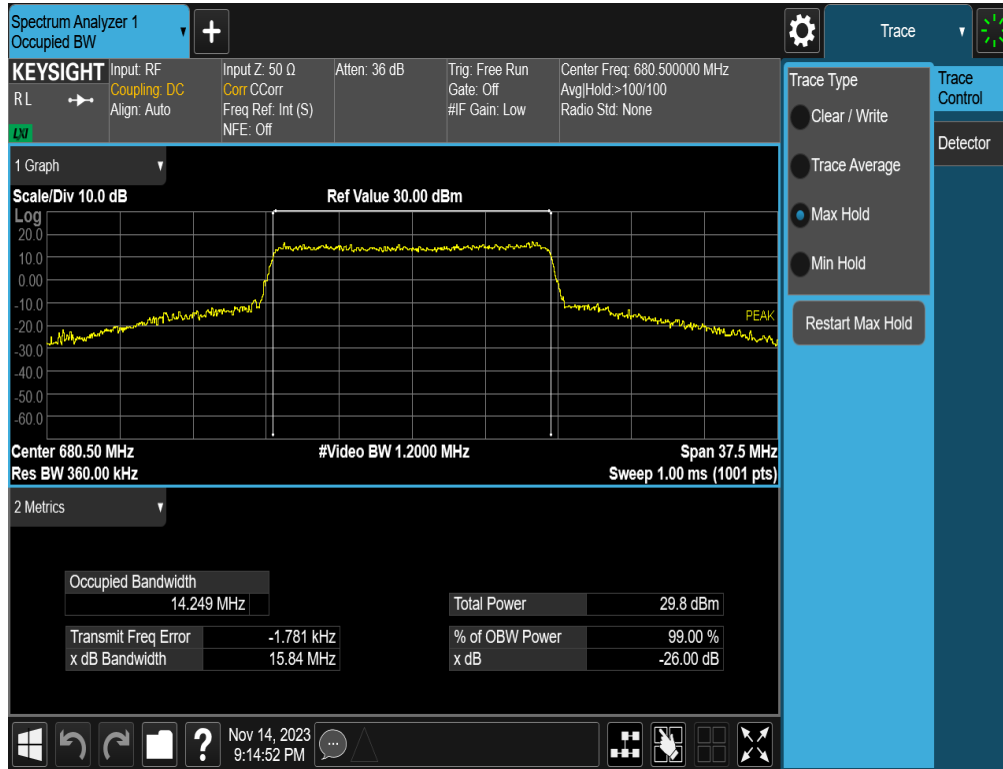 Spectrum Analyzer 1
Occupied BW
+
Trace
KEYSIGHT
R L
LXI
Input: RF
Coupling: DC
Align: Auto
Input Z: 50 Ω
Corr CCorr
Freq Ref: Int (S)
NFE: Off
Atten: 36 dB
Trig: Free Run
Gate: Off
#IF Gain: Low
Center Freq: 680.500000 MHz
Avg|Hold:>100/100
Radio Std: None
Trace Type
Clear / Write
Trace Average
Max Hold
Min Hold
Restart Max Hold
Trace
Control
Detector
1 Graph
Scale/Div 10.0 dB
Ref Value 30.00 dBm
Log
20.0
10.0
0.00
-10.0
-20.0
-30.0
-40.0
-50.0
-60.0
PEAK
Center 680.50 MHz
#Video BW 1.2000 MHz
Span 37.5 MHz
Res BW 360.00 kHz
Sweep 1.00 ms (1001 pts)
2 Metrics
Occupied Bandwidth
14.249 MHz
Total Power 29.8 dBm
Transmit Freq Error -1.781 kHz
% of OBW Power 99.00 %
x dB Bandwidth 15.84 MHz
x dB -26.00 dB
?
Nov 14, 2023
9:14:52 PM